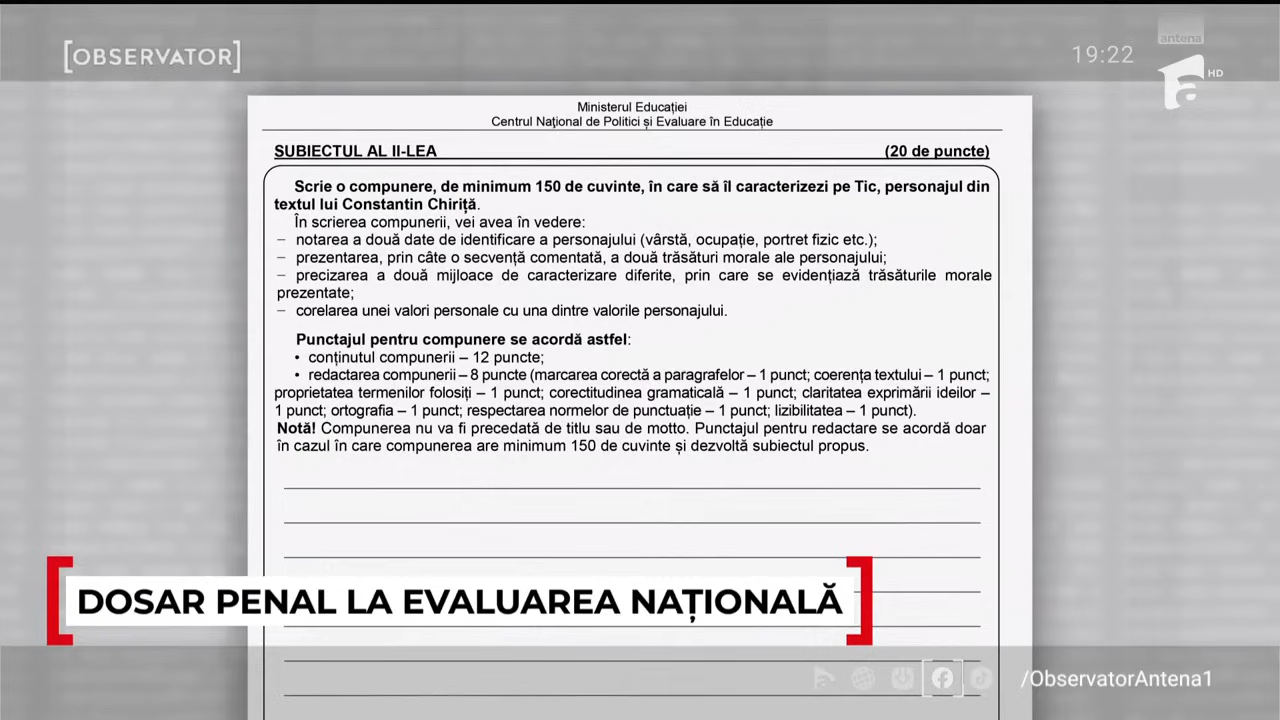 [OBSERVATOR]
19:22
antena
HD
Ministerul Educației
Centrul Naţional de Politici și Evaluare în Educație
SUBIECTUL AL II-LEA (20 de puncte)
Scrie o compunere, de minimum 150 de cuvinte, în care să îl caracterizezi pe Tic, personajul din
textul lui Constantin Chiriță.
În scrierea compunerii, vei avea în vedere:
– notarea a două date de identificare a personajului (vârstă, ocupație, portret fizic etc.);
– prezentarea, prin câte o secvență comentată, a două trăsături morale ale personajului;
– precizarea a două mijloace de caracterizare diferite, prin care se evidențiază trăsăturile morale
prezentate;
– corelarea unei valori personale cu una dintre valorile personajului.
Punctajul pentru compunere se acordă astfel:
• conținutul compunerii – 12 puncte;
• redactarea compunerii – 8 puncte (marcarea corectă a paragrafelor – 1 punct; coerența textului – 1 punct;
proprietatea termenilor folosiți – 1 punct; corectitudinea gramaticală – 1 punct; claritatea exprimării ideilor –
1 punct; ortografia – 1 punct; respectarea normelor de punctuație – 1 punct; lizibilitatea – 1 punct).
Notă! Compunerea nu va fi precedată de titlu sau de motto. Punctajul pentru redactare se acordă doar
în cazul în care compunerea are minimum 150 de cuvinte și dezvoltă subiectul propus.
DOSAR PENAL LA EVALUAREA NAȚIONALĂ
/ObservatorAntena1